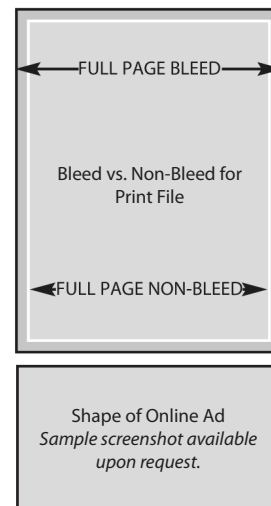 FULL PAGE BLEED
Bleed vs. Non-Bleed for
Print File
FULL PAGE NON-BLEED
Shape of Online Ad
Sample screenshot available
upon request.